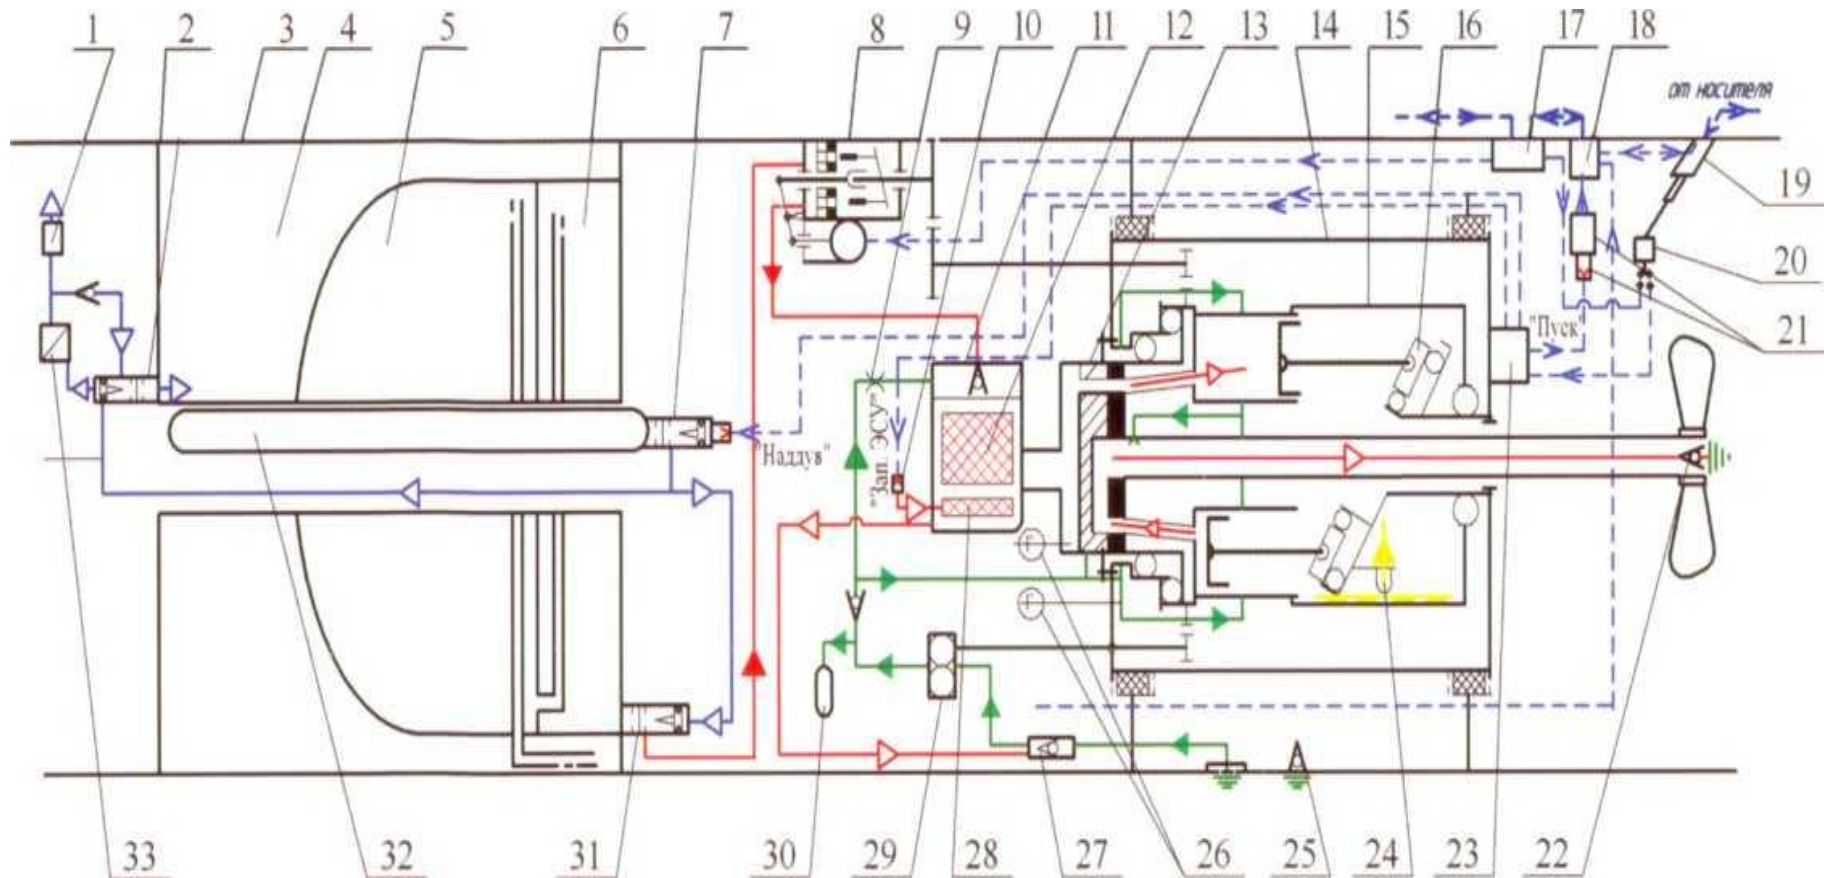 1 2 3 4 5 6 7 8 9 10 11 12 13 14 15 16 17 18
от носителя
19
20
"Пуск"
21
"Наддув"
"Зап. ЭСУ"
Г
Г
33 32 31 30 29 28 27 26 25 24 23 22